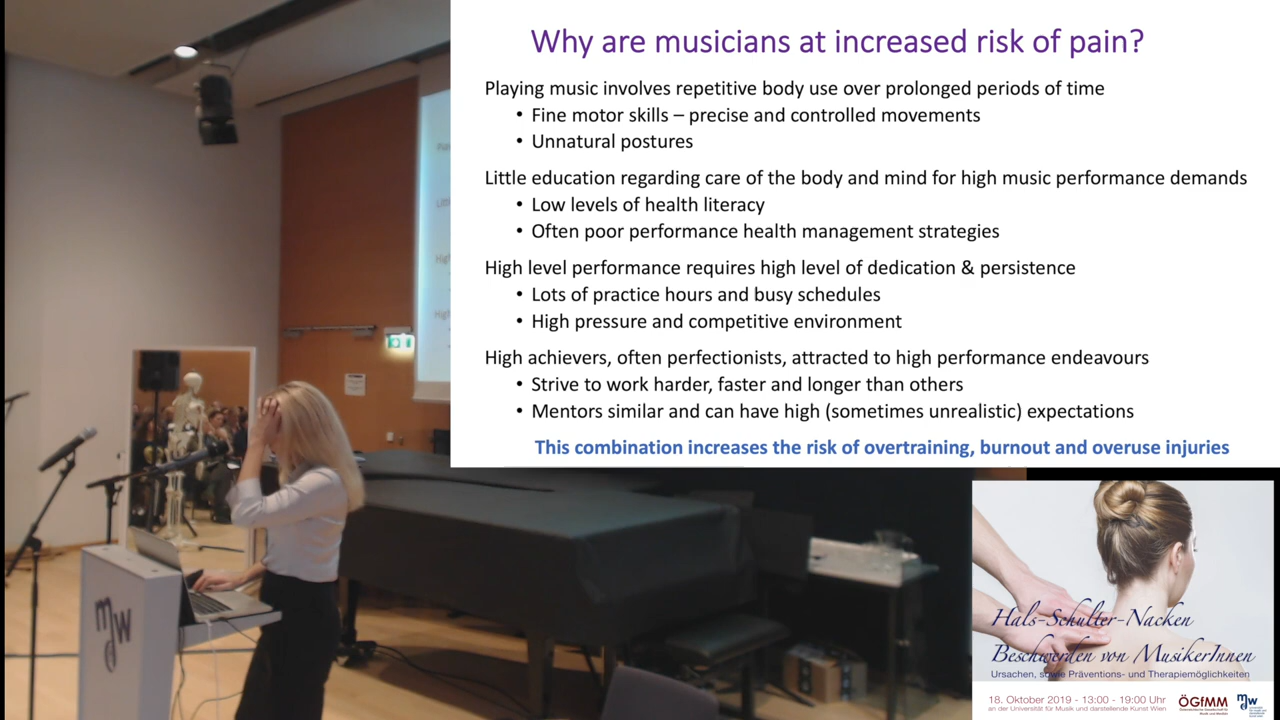 Why are musicians at increased risk of pain?
Playing music involves repetitive body use over prolonged periods of time
• Fine motor skills – precise and controlled movements
• Unnatural postures
Little education regarding care of the body and mind for high music performance demands
• Low levels of health literacy
• Often poor performance health management strategies
High level performance requires high level of dedication & persistence
• Lots of practice hours and busy schedules
• High pressure and competitive environment
High achievers, often perfectionists, attracted to high performance endeavours
• Strive to work harder, faster and longer than others
• Mentors similar and can have high (sometimes unrealistic) expectations
This combination increases the risk of overtraining, burnout and overuse injuries
mdw
Hals-Schulter-Nacken
Beschwerden von MusikerInnen
Ursachen, sowie Präventions- und Therapiemöglichkeiten
18. Oktober 2019 - 13:00 - 19:00 Uhr
an der Universität für Musik und darstellende Kunst Wien
ÖGfMM
Österreichische Gesellschaft für Musik und Medizin
mdw